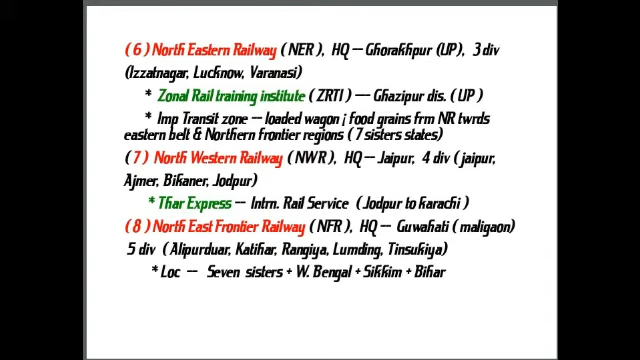 (6) North Eastern Railway (NER), HQ -- Ghorakhpur (UP), 3 div
(Izzatnagar, Lucknow, Varanasi)
* Zonal Rail training institute (ZRTI) -- Ghazipur dis. (UP)
* Imp Transit zone -- loaded wagon ; food grains frm NR twrds
eastern belt & Northern frontier regions (7 sisters states)
(7) North Western Railway (NWR), HQ -- Jaipur, 4 div (jaipur,
Ajmer, Bikaner, Jodpur)
* Thar Express -- Intrn. Rail Service (Jodpur to karachi)
(8) North East Frontier Railway (NFR), HQ -- Guwahati (maligaon)
5 div (Alipurduar, Katihar, Rangiya, Lumding, Tinsukiya)
* Loc -- Seven sisters + W. Bengal + Sikkim + Bihar